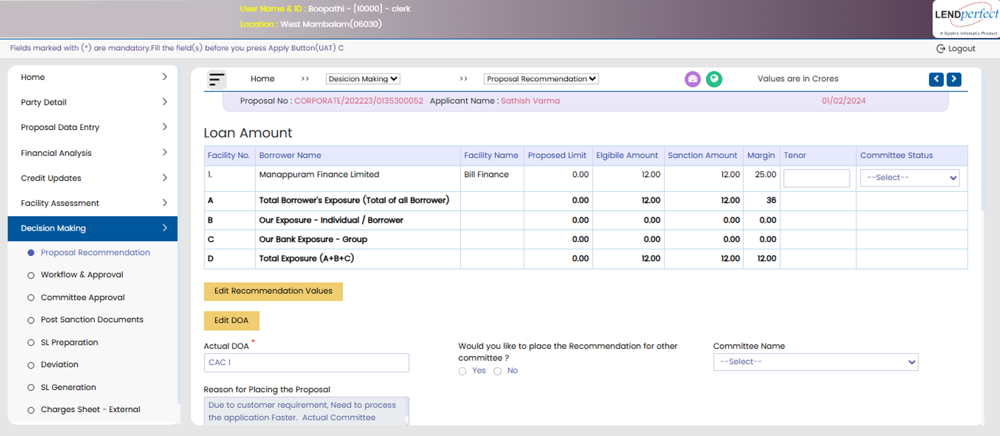 User Name & ID : Boopathi - [10000] - clerk
Location : West Mambalam(06030)
LENDperfect
A SysArc Infomatix Product
Fields marked with (*) are mandatory.Fill the field(s) before you press Apply Button(UAT) C
Logout
Home
Party Detail
Proposal Data Entry
Financial Analysis
Credit Updates
Facility Assessment
Decision Making
Proposal Recommendation
Workflow & Approval
Committee Approval
Post Sanction Documents
SL Preparation
Deviation
SL Generation
Charges Sheet - External
Home >> Desicion Making >> Proposal Recommendation Values are in Crores
Proposal No : CORPORATE/202223/0135300052 Applicant Name : Sathish Varma 01/02/2024
Loan Amount
Facility No. Borrower Name Facility Name Proposed Limit Elgibile Amount Sanction Amount Margin Tenor Committee Status
1. Manappuram Finance Limited Bill Finance 0.00 12.00 12.00 25.00 --Select--
A Total Borrower's Exposure (Total of all Borrower) 0.00 12.00 12.00 36
B Our Exposure - Individual / Borrower 0.00 0.00 0.00 0.00
C Our Bank Exposure - Group 0.00 0.00 0.00 0.00
D Total Exposure (A+B+C) 0.00 12.00 12.00 12.00
Edit Recommendation Values
Edit DOA
Actual DOA *
CAC I
Would you like to place the Recommendation for other
committee ?
Yes No
Committee Name
--Select--
Reason for Placing the Proposal
Due to customer requirement, Need to process
the application Faster. Actual Committee